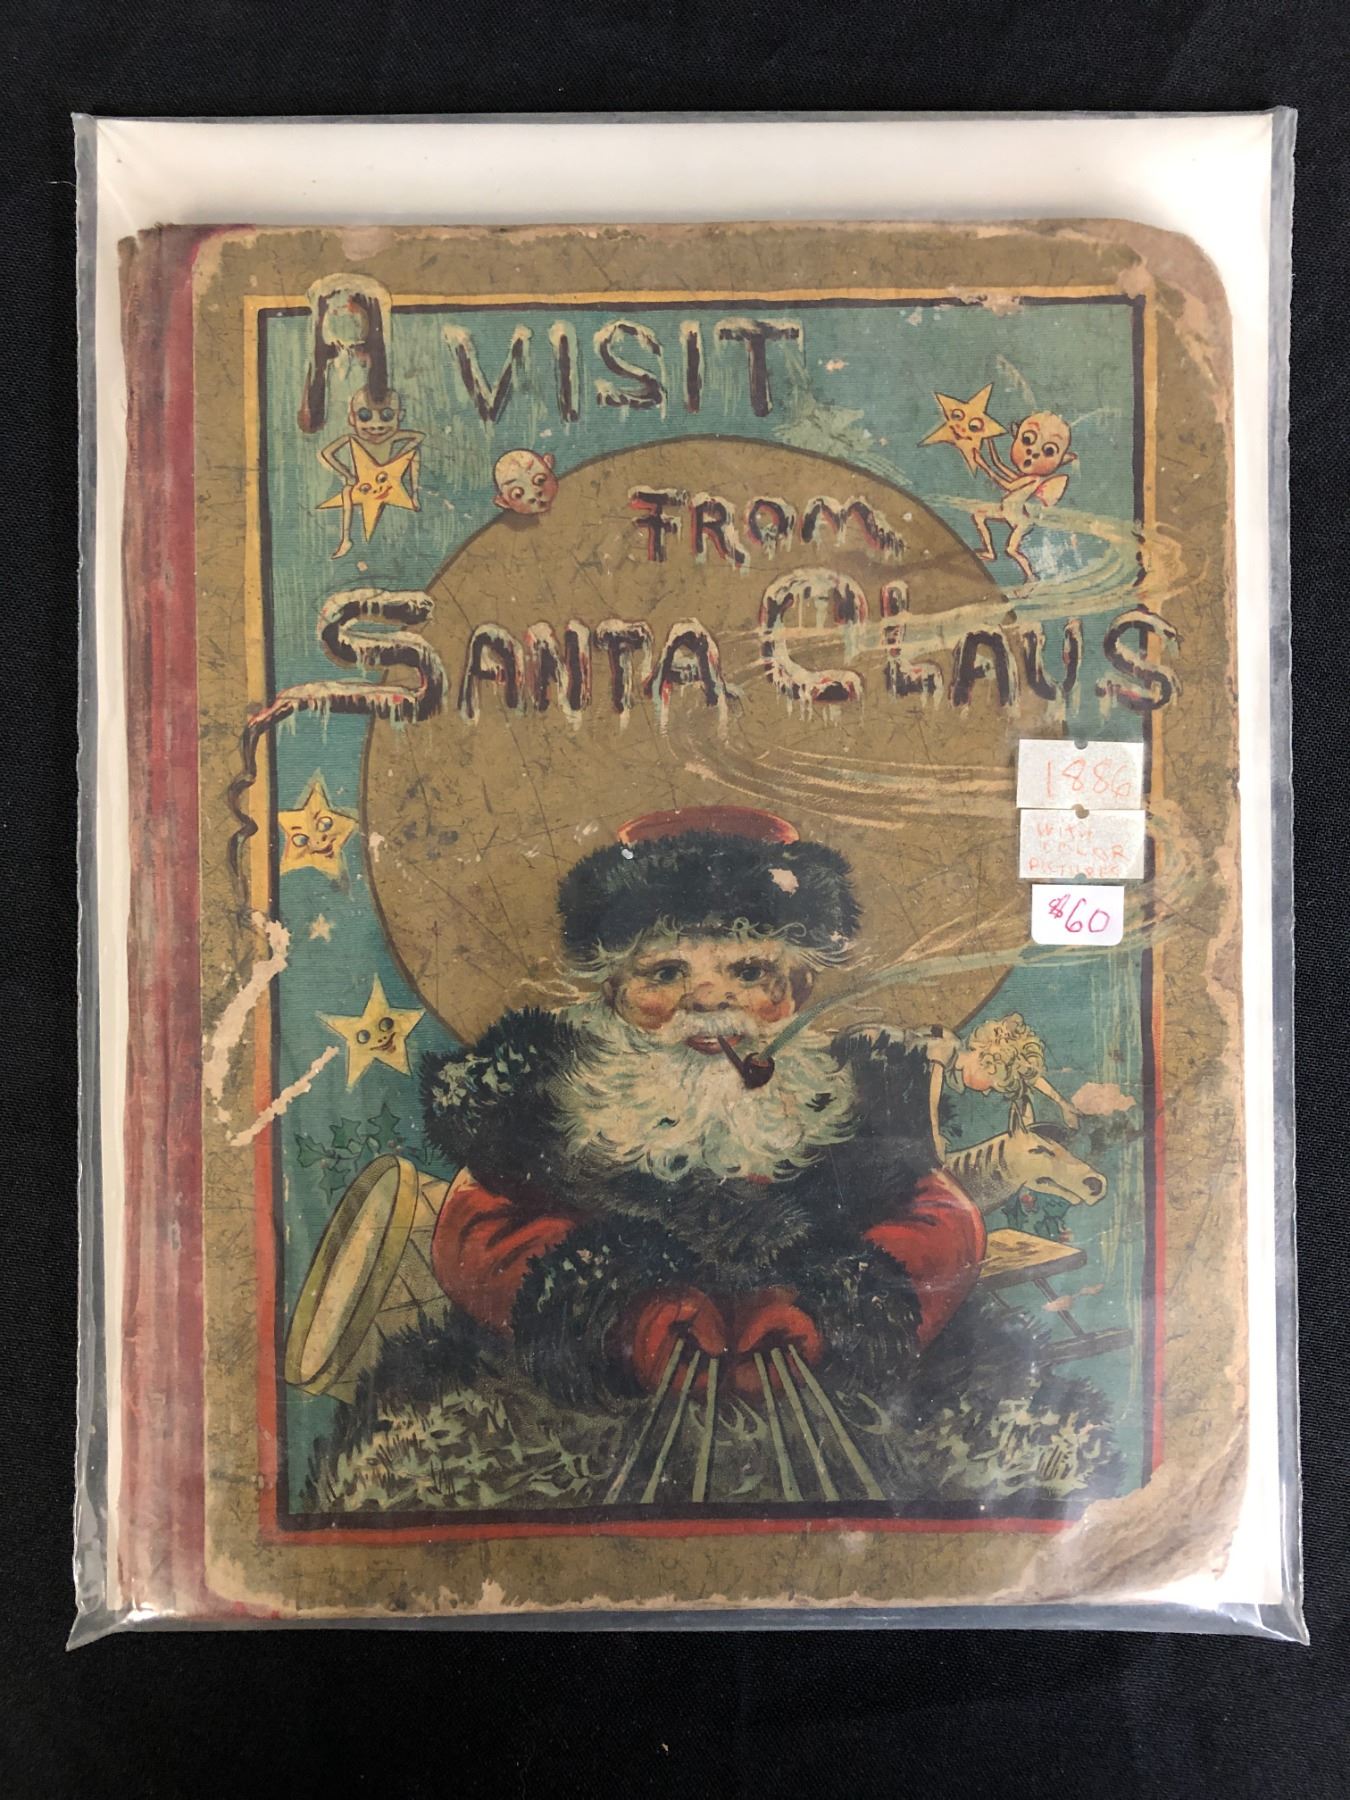 A VISIT
FROM
SANTA CLAUS
1886
WITH
COLOR
PICTURES
$60